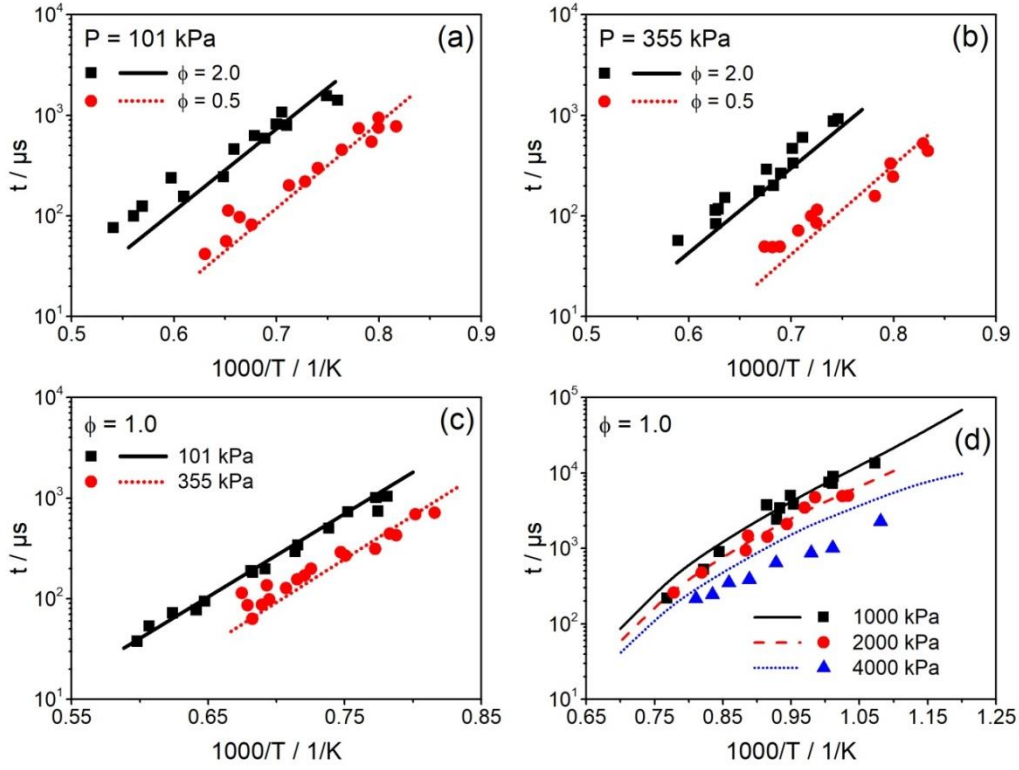 P = 101 kPa
(a)
ϕ = 2.0
ϕ = 0.5
t / μs
10⁴
10³
10²
10¹
0.5 0.6 0.7 0.8 0.9
1000/T / 1/K
P = 355 kPa
(b)
ϕ = 2.0
ϕ = 0.5
t / μs
10⁴
10³
10²
10¹
0.5 0.6 0.7 0.8 0.9
1000/T / 1/K
ϕ = 1.0
(c)
101 kPa
355 kPa
t / μs
10⁴
10³
10²
10¹
0.55 0.65 0.75 0.85
1000/T / 1/K
ϕ = 1.0
(d)
1000 kPa
2000 kPa
4000 kPa
t / μs
10⁵
10⁴
10³
10²
10¹
0.65 0.75 0.85 0.95 1.05 1.15 1.25
1000/T / 1/K